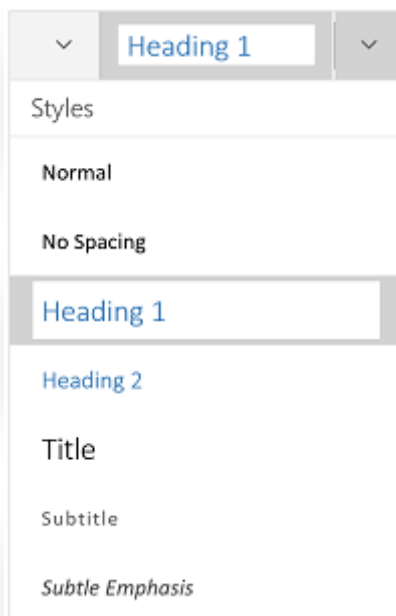 Heading 1
Styles
Normal
No Spacing
Heading 1
Heading 2
Title
Subtitle
Subtle Emphasis